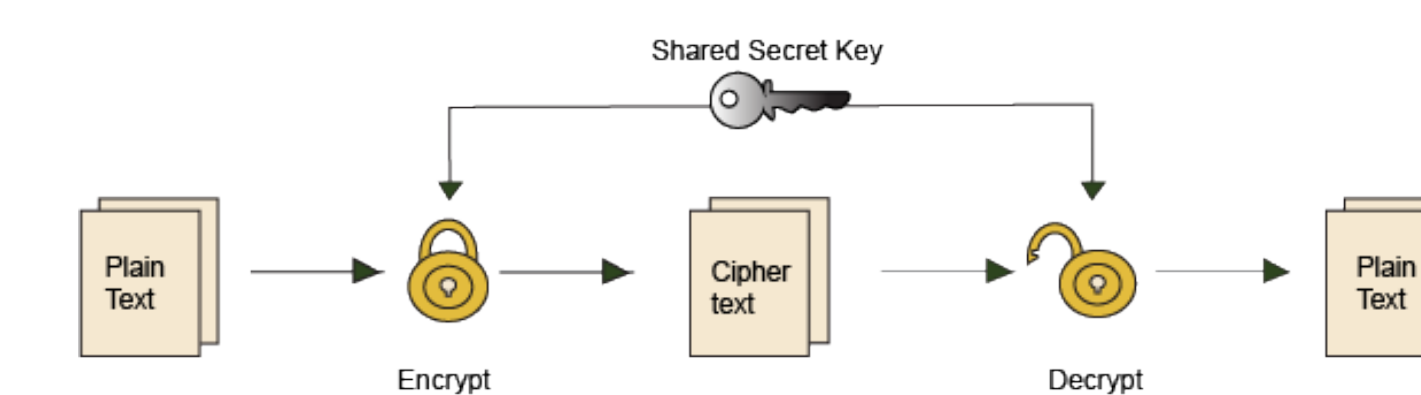 Shared Secret Key
Plain
Text
Cipher
text
Plain
Text
Encrypt
Decrypt